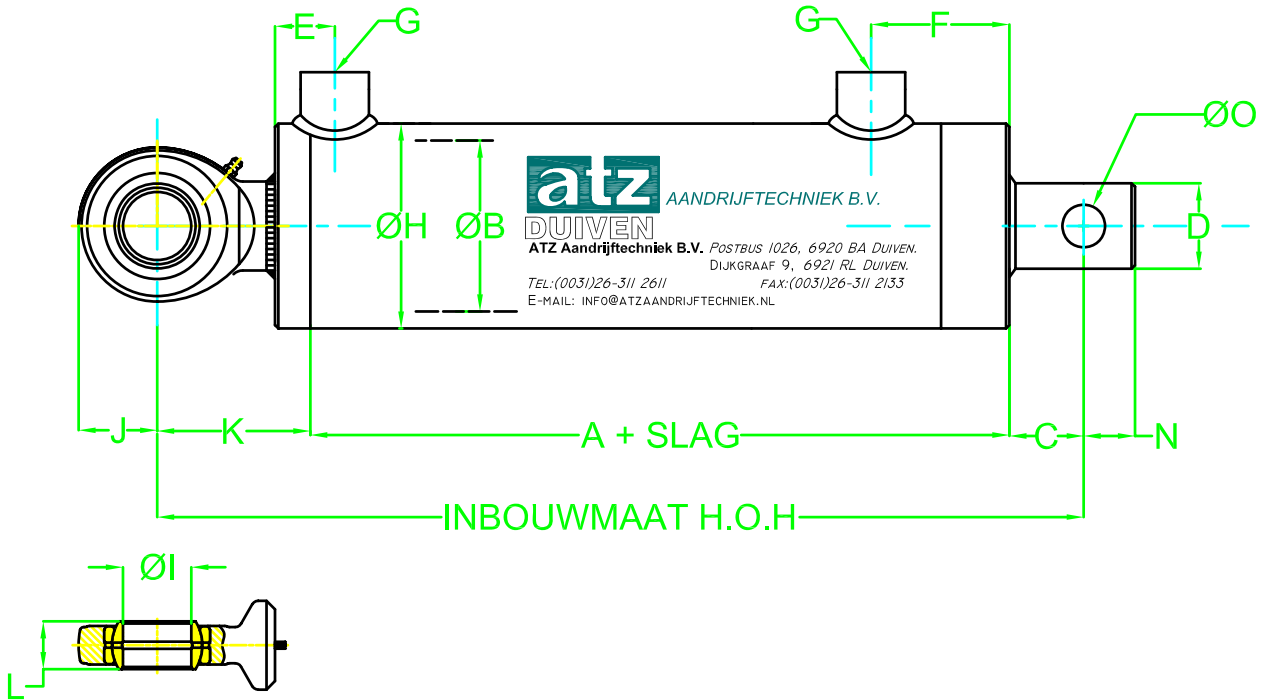 E
G
G
F
ØO
ØH
ØB
D
atz
AANDRIJFTECHNIEK B.V.
DUIVEN
ATZ Aandrijftechniek B.V. POSTBUS 1026, 6920 BA DUIVEN.
DIJKGRAAF 9, 6921 RL DUIVEN.
TEL:(0031)26-311 2611 FAX:(0031)26-311 2133
E-MAIL: INFO@ATZAANDRIJFTECHNIEK.NL
J
K
A + SLAG
C
N
INBOUWMAAT H.O.H
ØI
L